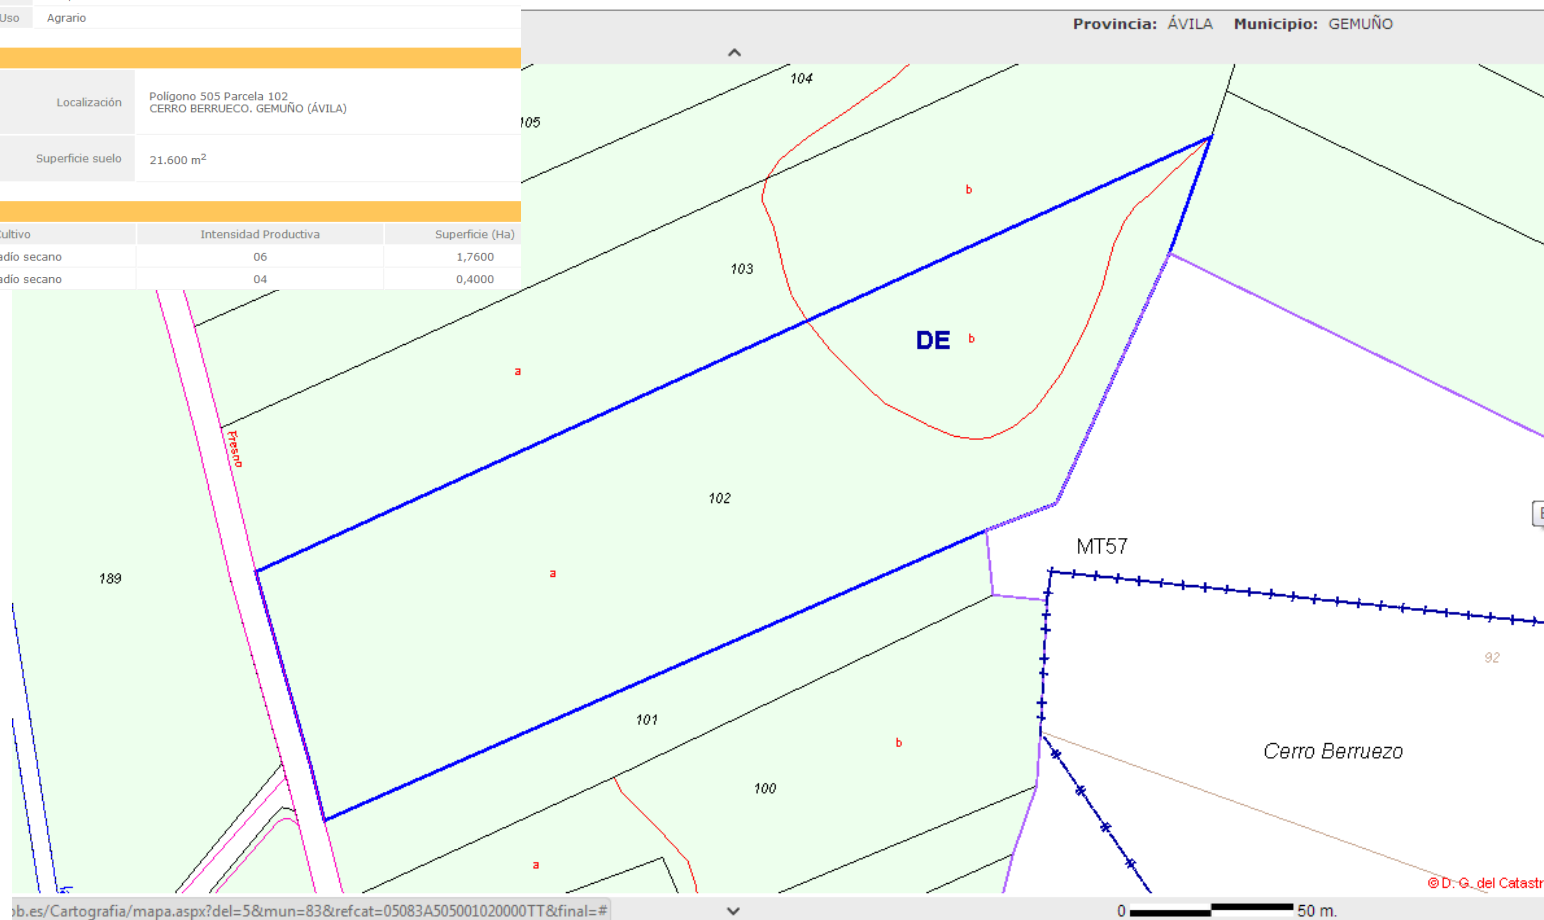 Uso Agrario
Provincia: ÁVILA Municipio: GEMUÑO
Localización
Polígono 505 Parcela 102
CERRO BERRUECO. GEMUÑO (ÁVILA)
Superficie suelo 21.600 m²
Intensidad Productiva Superficie (Ha)
secano 06 1,7600
secano 04 0,4000
104
105
b
103
DE b
a
Fresno
102
a
189
MT57
92
101
b
Cerro Berruezo
100
a
© D. G. del Catastr
ob.es/Cartografia/mapa.aspx?del=5&mun=83&refcat=05083A505001020000TT&final=#
0 50 m.